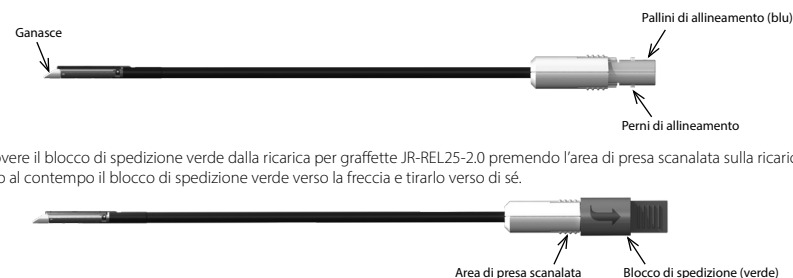 Pallini di allineamento (blu)
Ganasce
Perni di allineamento
overe il blocco di spedizione verde dalla ricarica per graffette JR-REL25-2.0 premendo l'area di presa scanalata sulla ricaric
o al contempo il blocco di spedizione verde verso la freccia e tirarlo verso di sé.
Area di presa scanalata
Blocco di spedizione (verde)